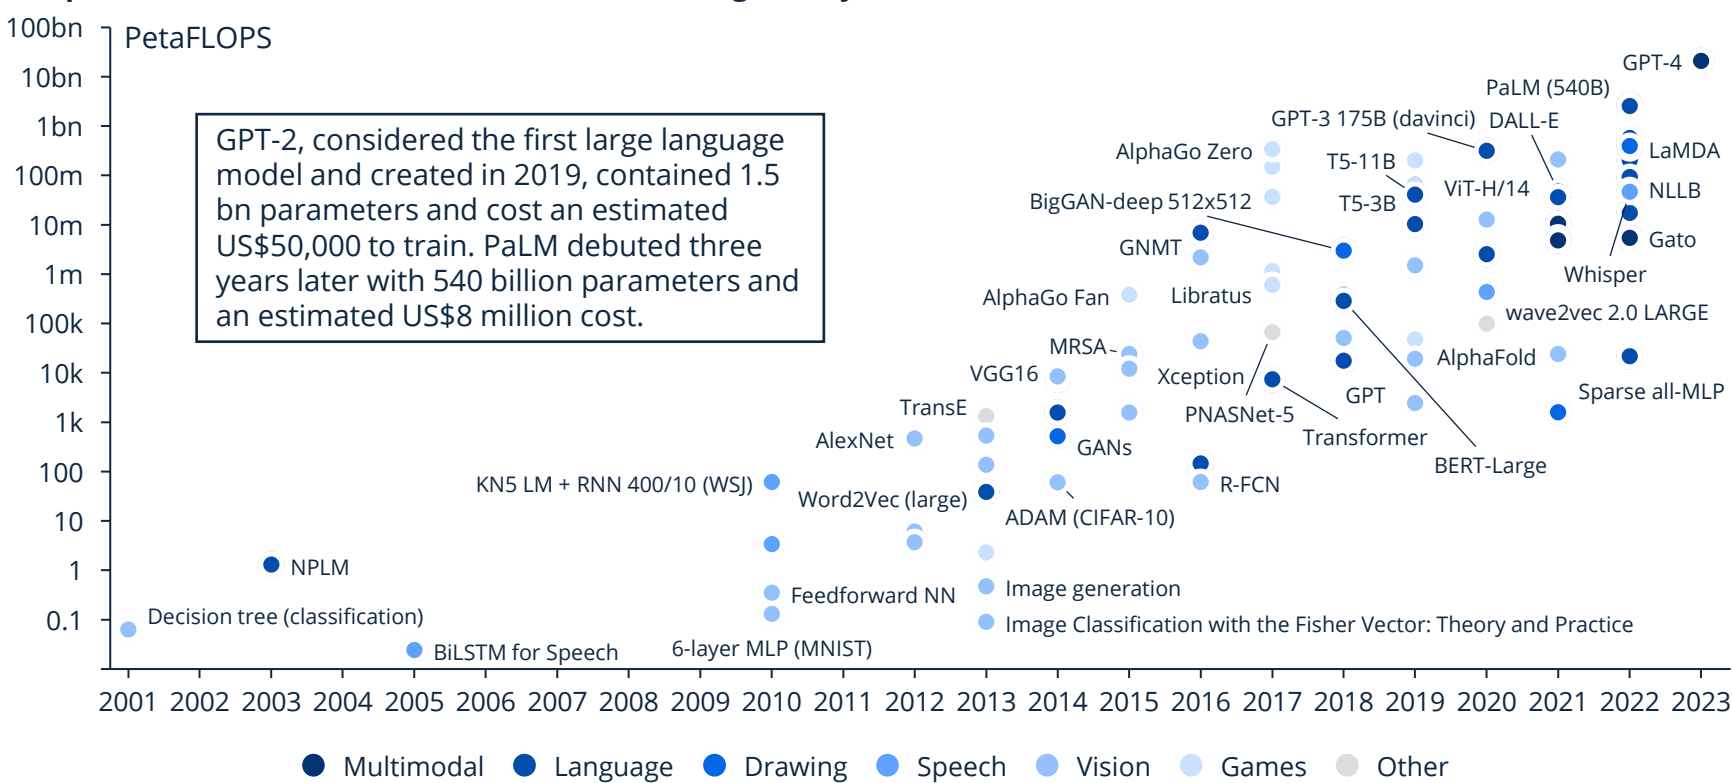 100bn
PetaFLOPS
10bn
1bn
100m
10m
1m
100k
10k
1k
100
10
1
0.1
GPT-2, considered the first large language
model and created in 2019, contained 1.5
bn parameters and cost an estimated
US$50,000 to train. PaLM debuted three
years later with 540 billion parameters and
an estimated US$8 million cost.
GPT-4
PaLM (540B)
GPT-3 175B (davinci)
DALL-E
AlphaGo Zero
T5-11B
LaMDA
ViT-H/14
NLLB
BigGAN-deep 512x512
T5-3B
GNMT
Gato
Whisper
AlphaGo Fan
Libratus
wave2vec 2.0 LARGE
MRSA
AlphaFold
VGG16
Xception
Sparse all-MLP
GPT
TransE
PNASNet-5
AlexNet
GANs
Transformer
BERT-Large
KN5 LM + RNN 400/10 (WSJ)
R-FCN
Word2Vec (large)
ADAM (CIFAR-10)
NPLM
Image generation
Feedforward NN
Decision tree (classification)
Image Classification with the Fisher Vector: Theory and Practice
BiLSTM for Speech
6-layer MLP (MNIST)
2001 2002 2003 2004 2005 2006 2007 2008 2009 2010 2011 2012 2013 2014 2015 2016 2017 2018 2019 2020 2021 2022 2023
Multimodal Language Drawing Speech Vision Games Other